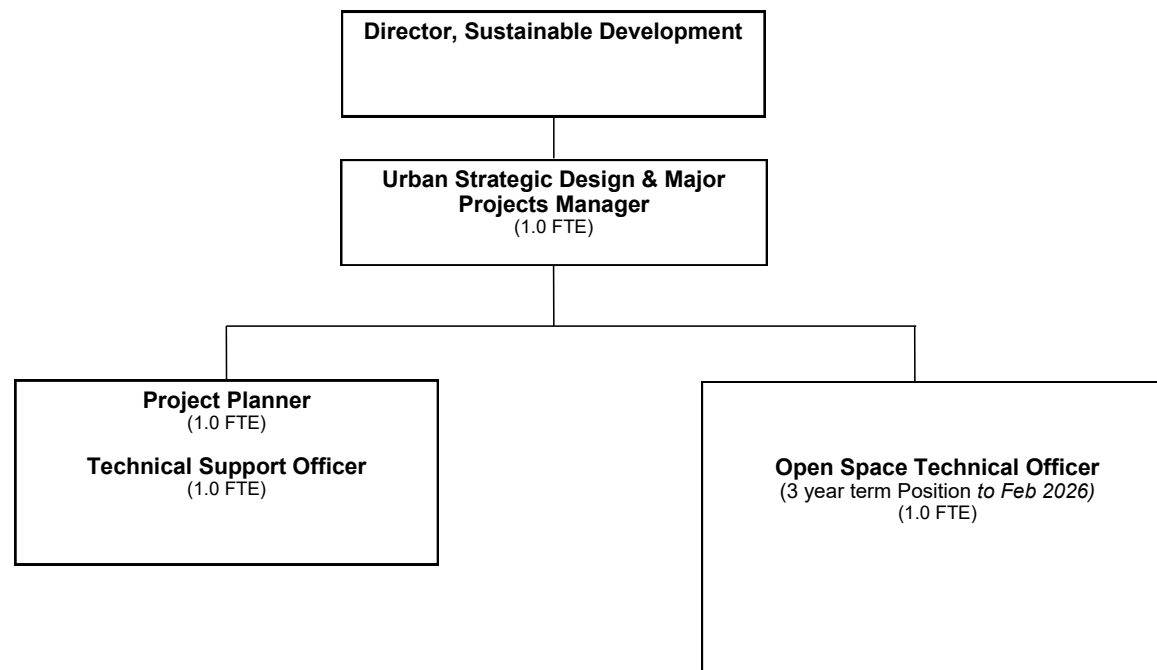 Director, Sustainable Development
Urban Strategic Design & Major
Projects Manager
(1.0 FTE)
Project Planner
(1.0 FTE)
Technical Support Officer
(1.0 FTE)
Open Space Technical Officer
(3 year term Position to Feb 2026)
(1.0 FTE)